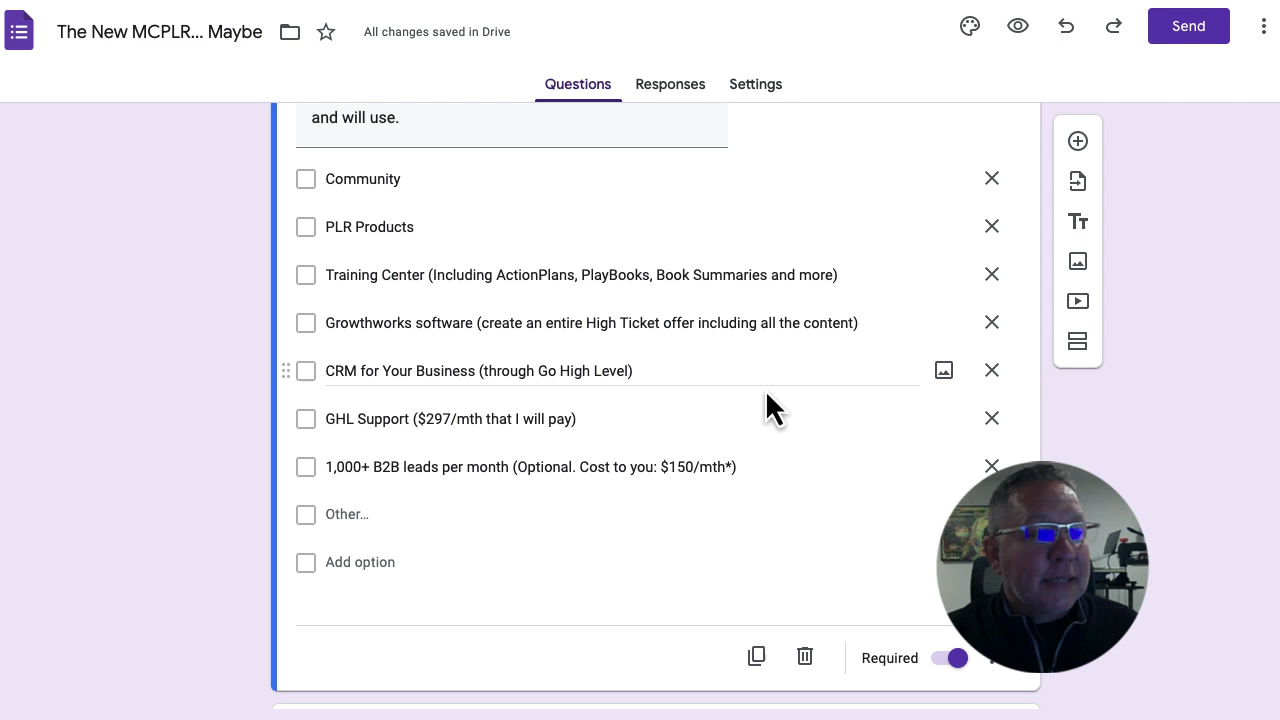 The New MCPLR... Maybe
All changes saved in Drive
Send
Questions
Responses
Settings
and will use.
Community
PLR Products
Training Center (Including ActionPlans, PlayBooks, Book Summaries and more)
Growthworks software (create an entire High Ticket offer including all the content)
CRM for Your Business (through Go High Level)
GHL Support ($297/mth that I will pay)
1,000+ B2B leads per month (Optional. Cost to you: $150/mth*)
Other...
Add option
Required
Tт